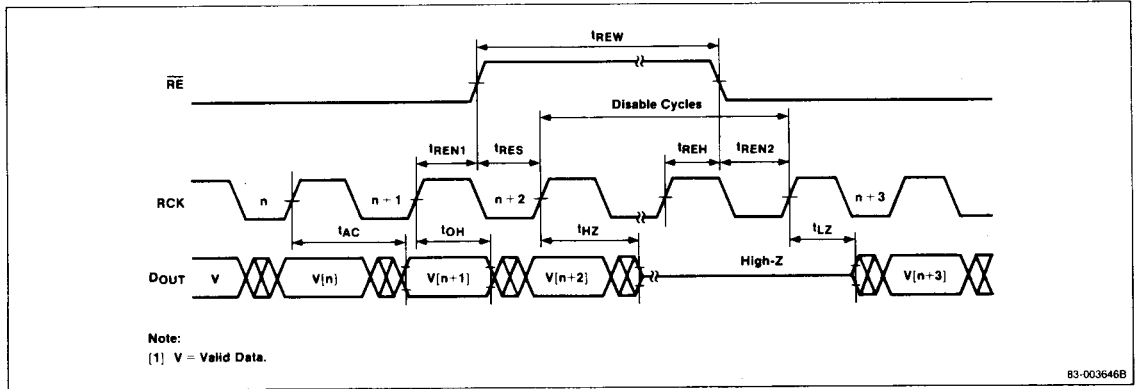 tREW
RE
Disable Cycles
tREN1 tRES tREH tREN2
RCK n n + 1 n + 2 n + 3
tAC tOH tHZ tLZ
High-Z
DOUT V V[n] V[n+1] V[n+2] V[n+3]
Note:
[1] V = Valid Data.
83-003646B